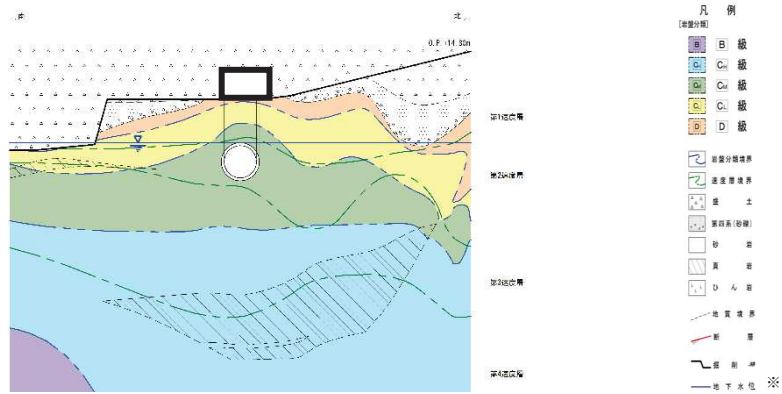 南
北
O.P.+14.80m
第1速度層
第2速度層
第3速度層
第4速度層
凡 例
[岩盤分類]
B B 級
CH CH 級
CM CM 級
CL CL 級
D D 級
岩盤分類境界
速度層境界
盛 土
第四系(砂礫)
砂 岩
頁 岩
ひん岩
地質境界
断 層
掘 削 線
地下水位 ※